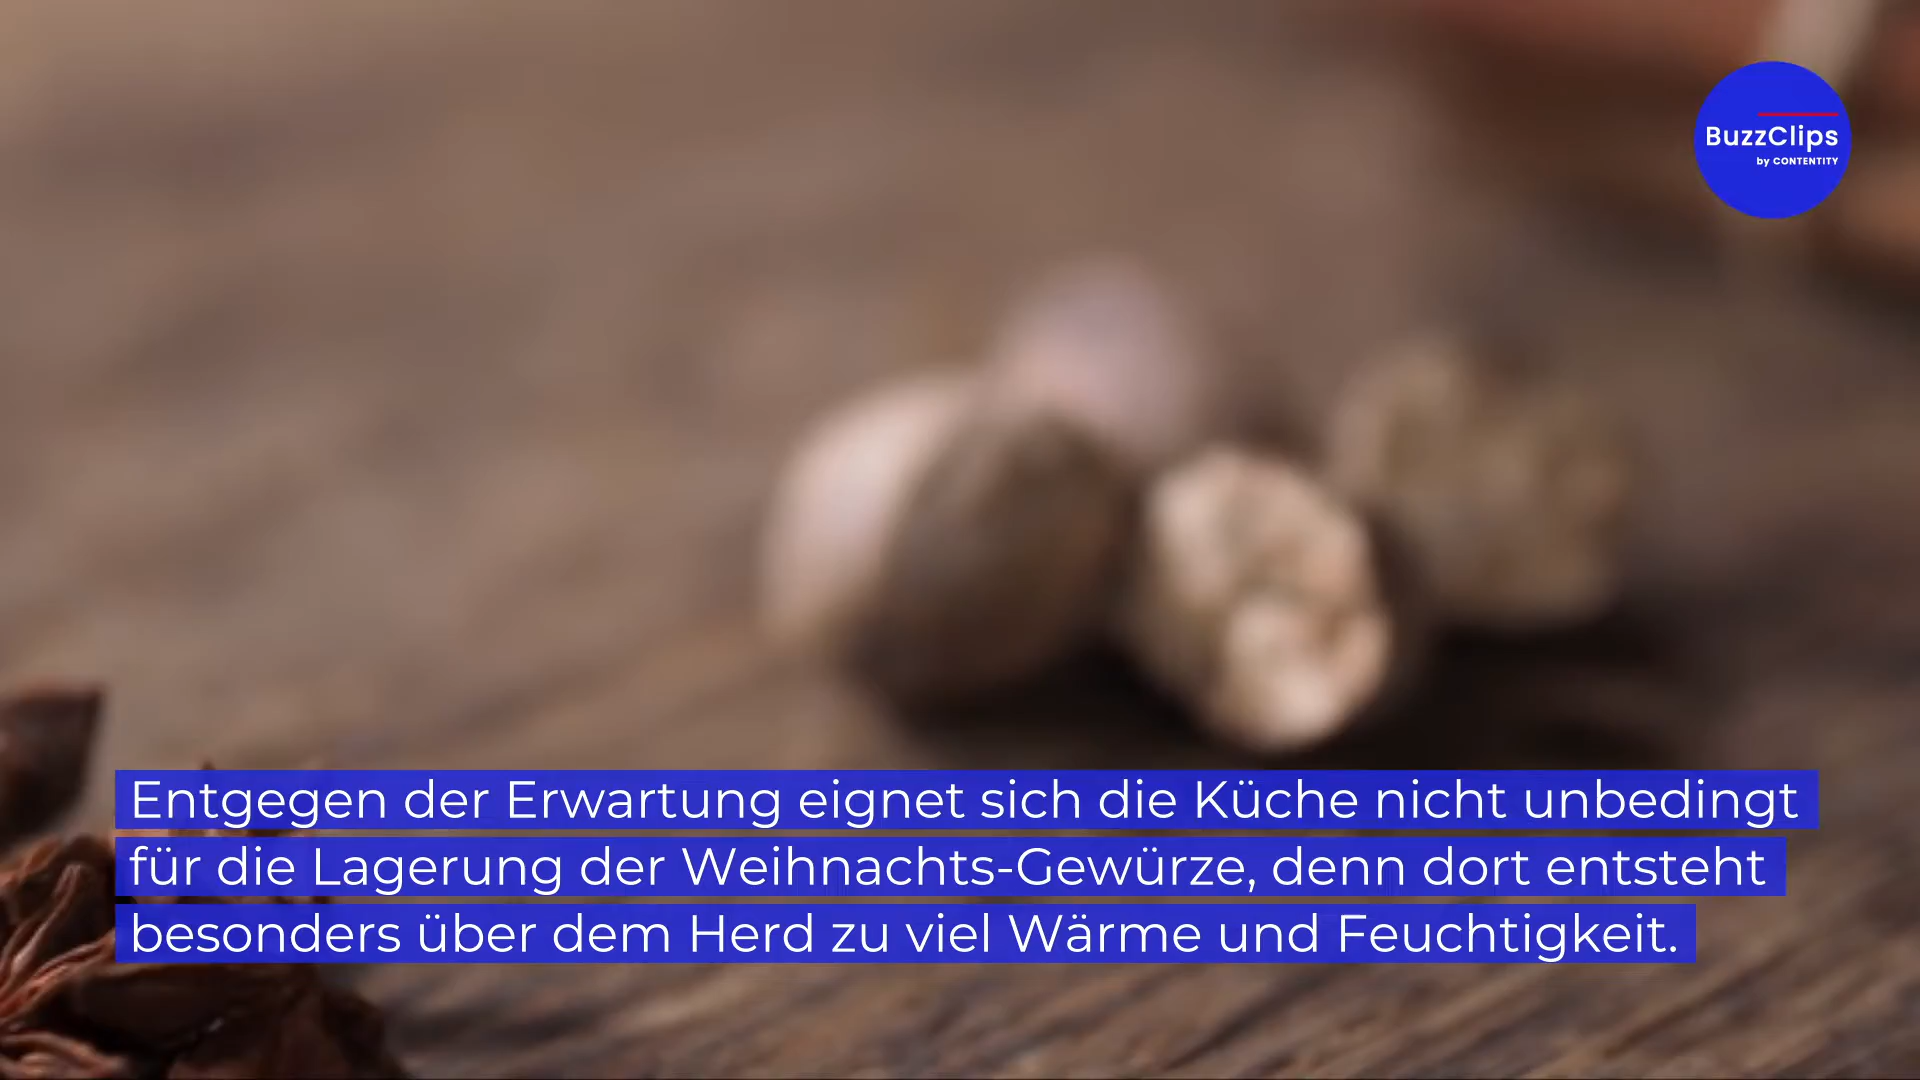 BuzzClips
by CONTENTITY
Entgegen der Erwartung eignet sich die Küche nicht unbedingt
für die Lagerung der Weihnachts-Gewürze, denn dort entsteht
besonders über dem Herd zu viel Wärme und Feuchtigkeit.